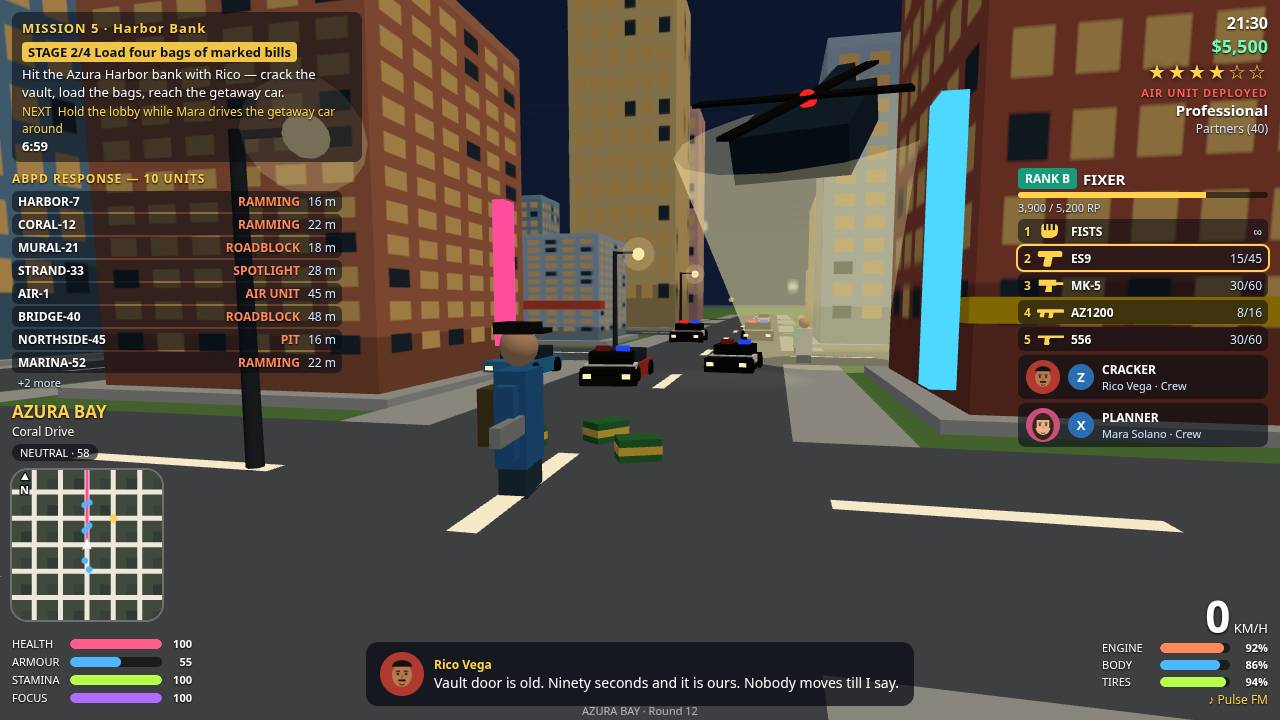 MISSION 5 · Harbor Bank
STAGE 2/4 Load four bags of marked bills
Hit the Azura Harbor bank with Rico — crack the
vault, load the bags, reach the getaway car.
NEXT Hold the lobby while Mara drives the getaway car
around
6:59
ABPD RESPONSE — 10 UNITS
HARBOR-7 RAMMING 16 m
CORAL-12 RAMMING 22 m
MURAL-21 ROADBLOCK 18 m
STRAND-33 SPOTLIGHT 28 m
AIR-1 AIR UNIT 45 m
BRIDGE-40 ROADBLOCK 48 m
NORTHSIDE-45 PIT 16 m
MARINA-52 RAMMING 22 m
+2 more
AZURA BAY
Coral Drive
NEUTRAL · 58
N
HEALTH 100
ARMOUR 55
STAMINA 100
FOCUS 100
21:30
$5,500
★★★★☆☆
AIR UNIT DEPLOYED
Professional
Partners (40)
RANK B FIXER
3,900 / 5,200 RP
1 FISTS ∞
2 ES9 15/45
3 MK-5 30/60
4 AZ1200 8/16
5 556 30/60
Z CRACKER
Rico Vega · Crew
X PLANNER
Mara Solano · Crew
0 KM/H
ENGINE 92%
BODY 86%
TIRES 94%
♪ Pulse FM
Rico Vega
Vault door is old. Ninety seconds and it is ours. Nobody moves till I say.
AZURA BAY · Round 12